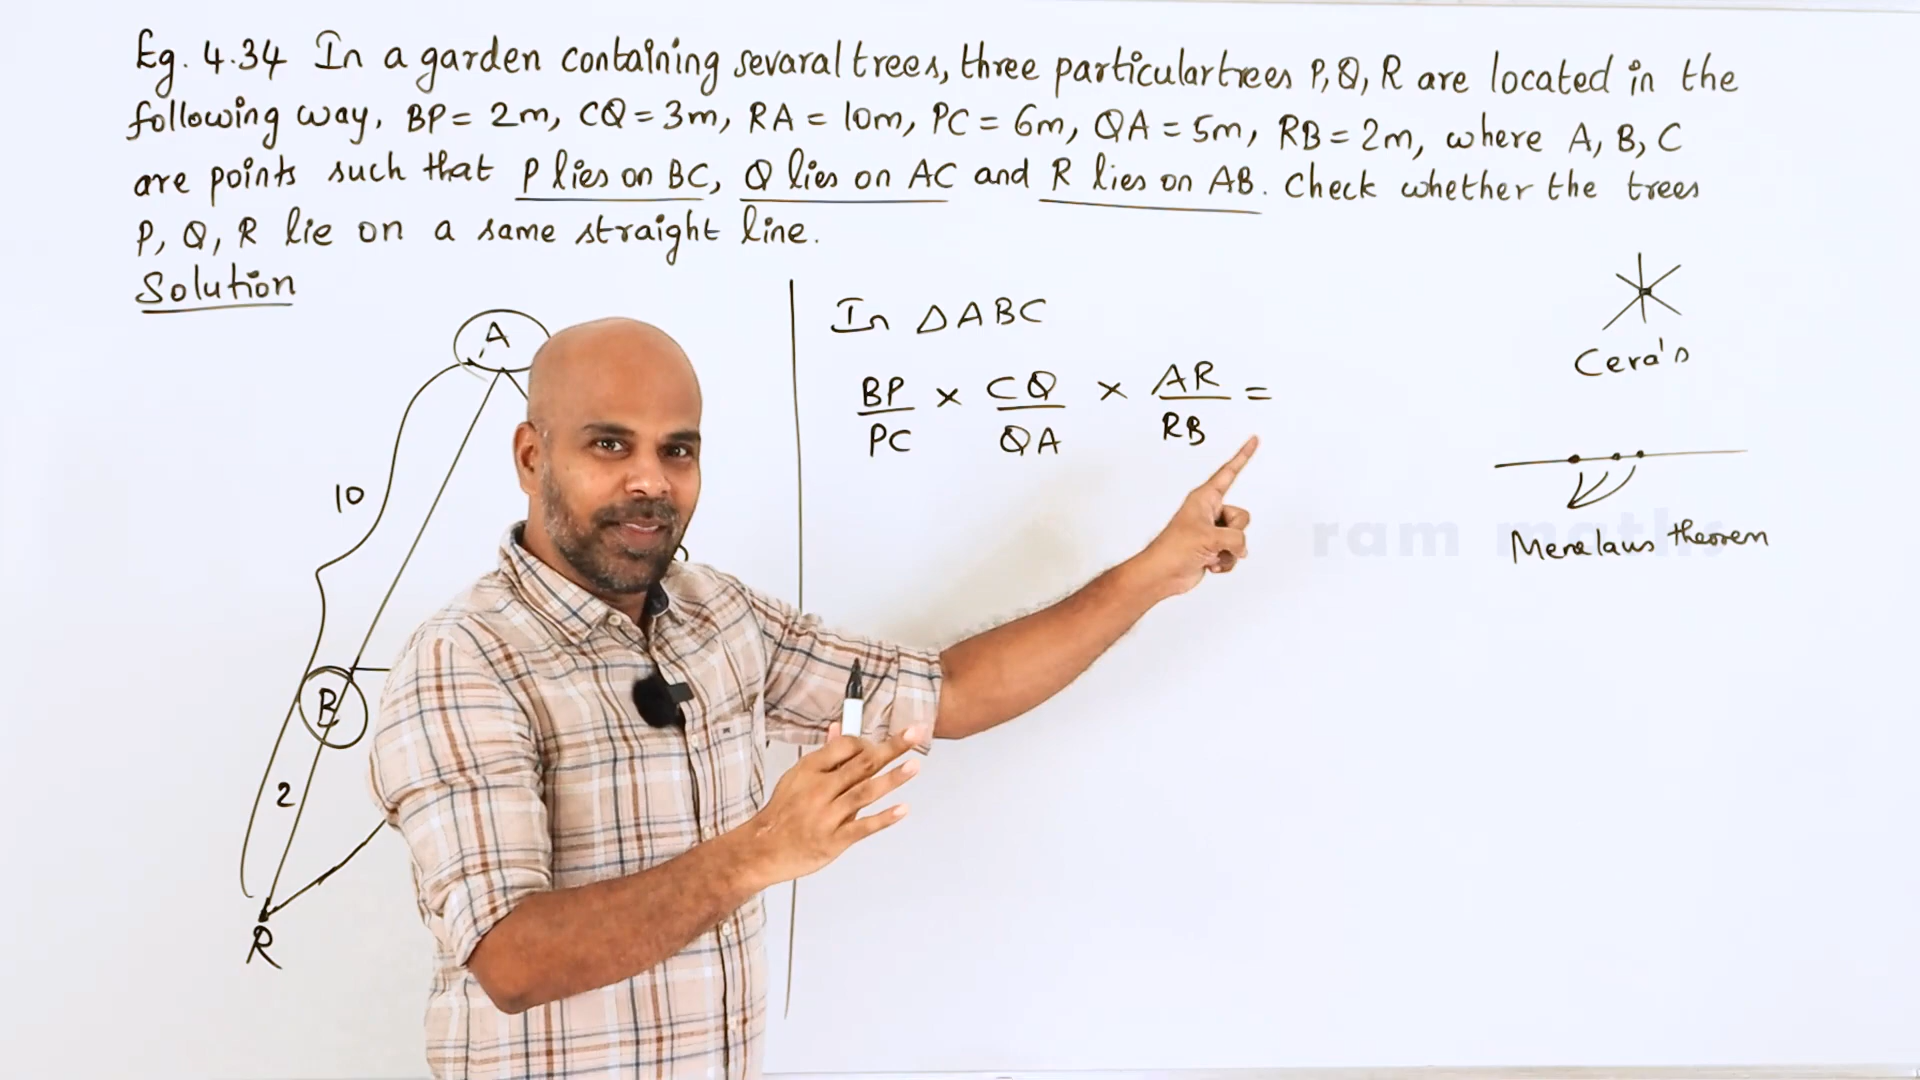 Eg. 4.34 In a garden containing sevaral trees, three particular trees P, Q, R are located in the
following way, BP = 2m, CQ = 3m, RA = 10m, PC = 6m, QA = 5m, RB = 2m, where A, B, C
are points such that P lies on BC, Q lies on AC and R lies on AB. Check whether the trees
P, Q, R lie on a same straight line.
Solution
A
10
B
2
R
In △ABC
BP/PC × CQ/QA × AR/RB =
Ceva's
Menelaus theorem
ram maths